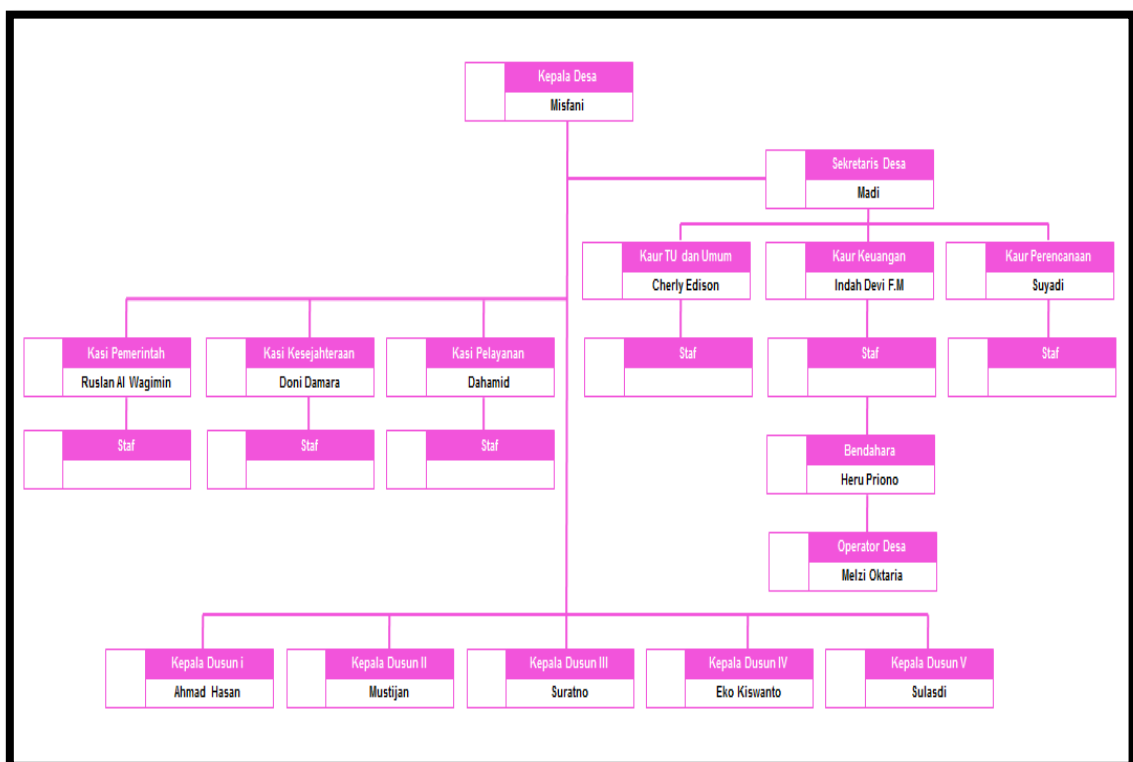 Kepala Desa
Misfani
Sekretaris Desa
Madi
Kaur TU dan Umum
Cherly Edison
Kaur Keuangan
Indah Devi F.M
Kaur Perencanaan
Suyadi
Kasi Pemerintah
Ruslan Al Wagimin
Kasi Kesejahteraan
Doni Damara
Kasi Pelayanan
Dahamid
Staf
Staf
Staf
Staf
Staf
Staf
Bendahara
Heru Priono
Operator Desa
Melzi Oktaria
Kepala Dusun i
Ahmad Hasan
Kepala Dusun II
Mustijan
Kepala Dusun III
Suratno
Kepala Dusun IV
Eko Kiswanto
Kepala Dusun V
Sulasdi